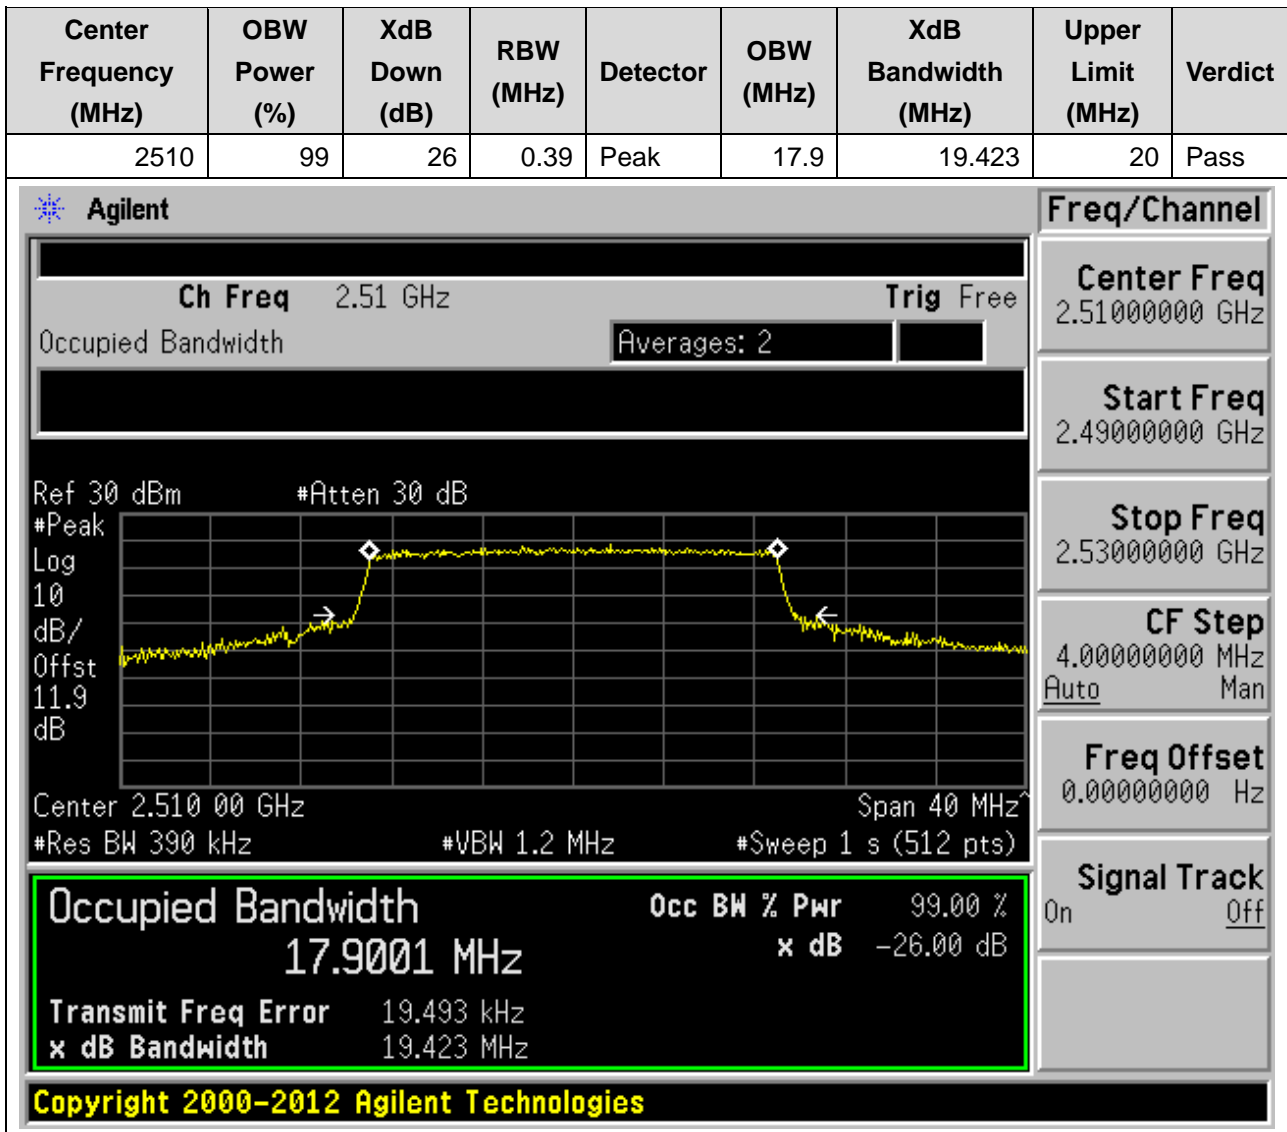 Center Frequency (MHz) OBW Power (%) XdB Down (dB) RBW (MHz) Detector OBW (MHz) XdB Bandwidth (MHz) Upper Limit (MHz) Verdict
2510 99 26 0.39 Peak 17.9 19.423 20 Pass
Agilent
Freq/Channel
Ch Freq 2.51 GHz Trig Free
Occupied Bandwidth Averages: 2
Center Freq
2.51000000 GHz
Start Freq
2.49000000 GHz
Stop Freq
2.53000000 GHz
CF Step
4.00000000 MHz
Auto Man
Freq Offset
0.00000000 Hz
Signal Track
On Off
Ref 30 dBm #Atten 30 dB
#Peak
Log
10
dB/
Offst
11.9
dB
Center 2.510 00 GHz Span 40 MHz^
#Res BW 390 kHz #VBW 1.2 MHz #Sweep 1 s (512 pts)
Occupied Bandwidth Occ BW % Pwr 99.00 %
17.9001 MHz x dB -26.00 dB
Transmit Freq Error 19.493 kHz
x dB Bandwidth 19.423 MHz
Copyright 2000-2012 Agilent Technologies